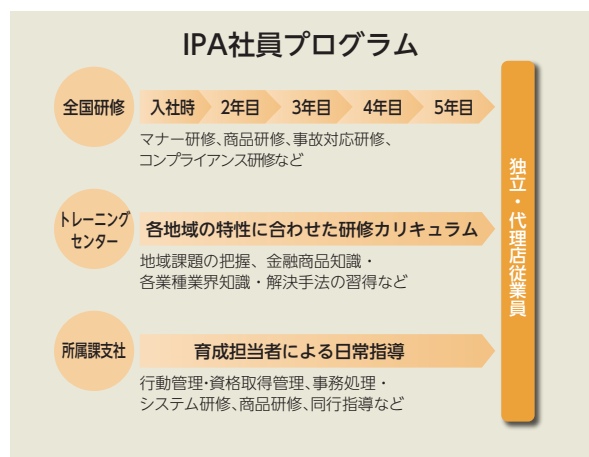 IPA社員プログラム
全国研修
入社時 2年目 3年目 4年目 5年目
マナー研修、商品研修、事故対応研修、
コンプライアンス研修など
トレーニング
センター
各地域の特性に合わせた研修カリキュラム
地域課題の把握、金融商品知識・
各業種業界知識・解決手法の習得など
所属課支社
育成担当者による日常指導
行動管理・資格取得管理、事務処理・
システム研修、商品研修、同行指導など
独立・代理店従業員